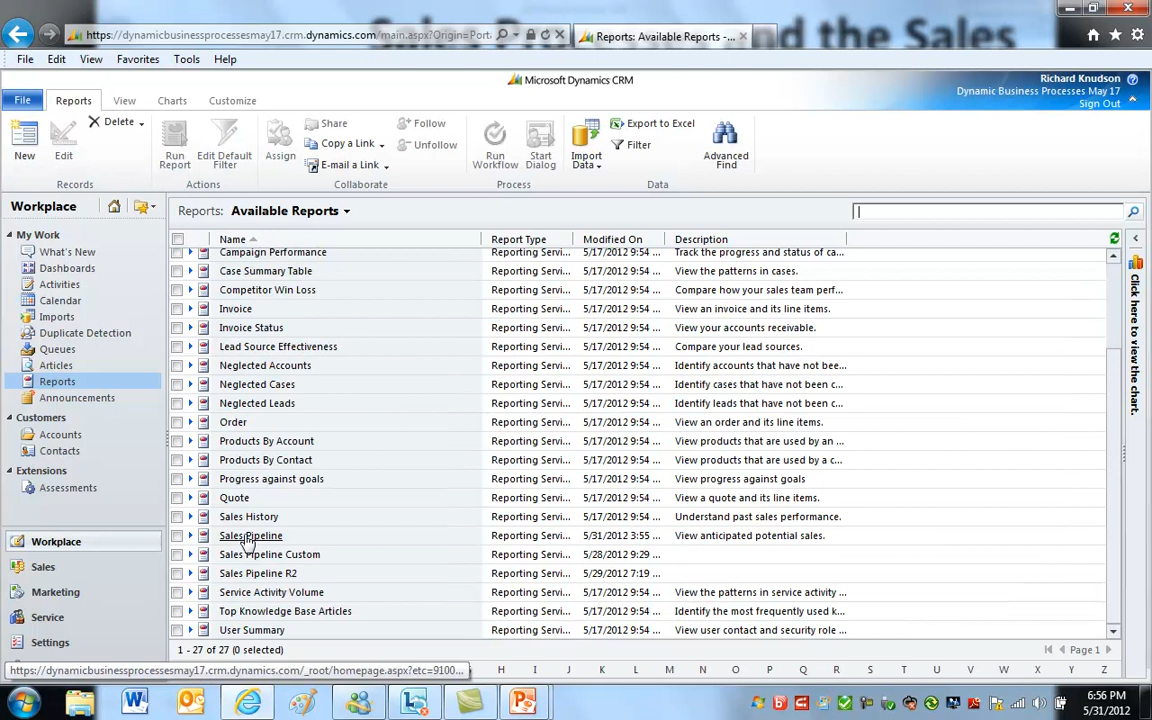 Sales Pro and the Sales
https://dynamicbusinessprocessesmay17.crm.dynamics.com/main.aspx?Origin=Port
Reports: Available Reports -...
File Edit View Favorites Tools Help
Microsoft Dynamics CRM
Richard Knudson
Dynamic Business Processes May 17
Sign Out
File Reports View Charts Customize
New
Edit
Delete
Records
Run Report
Edit Default Filter
Actions
Assign
Share
Copy a Link
E-mail a Link
Follow
Unfollow
Collaborate
Run Workflow
Start Dialog
Process
Import Data
Export to Excel
Filter
Advanced Find
Data
Workplace
My Work
What's New
Dashboards
Activities
Calendar
Imports
Duplicate Detection
Queues
Articles
Reports
Announcements
Customers
Accounts
Contacts
Extensions
Assessments
Workplace
Sales
Marketing
Service
Settings
Reports: Available Reports
Name Report Type Modified On Description
Campaign Performance Reporting Servi... 5/17/2012 9:54 ... Track the progress and status of ca...
Case Summary Table Reporting Servi... 5/17/2012 9:54 ... View the patterns in cases.
Competitor Win Loss Reporting Servi... 5/17/2012 9:54 ... Compare how your sales team perf...
Invoice Reporting Servi... 5/17/2012 9:54 ... View an invoice and its line items.
Invoice Status Reporting Servi... 5/17/2012 9:54 ... View your accounts receivable.
Lead Source Effectiveness Reporting Servi... 5/17/2012 9:54 ... Compare your lead sources.
Neglected Accounts Reporting Servi... 5/17/2012 9:54 ... Identify accounts that have not been...
Neglected Cases Reporting Servi... 5/17/2012 9:54 ... Identify cases that have not been c...
Neglected Leads Reporting Servi... 5/17/2012 9:54 ... Identify leads that have not been c...
Order Reporting Servi... 5/17/2012 9:54 ... View an order and its line items.
Products By Account Reporting Servi... 5/17/2012 9:54 ... View products that are used by an ...
Products By Contact Reporting Servi... 5/17/2012 9:54 ... View products that are used by a c...
Progress against goals Reporting Servi... 5/17/2012 9:54 ... View progress against goals
Quote Reporting Servi... 5/17/2012 9:54 ... View a quote and its line items.
Sales History Reporting Servi... 5/17/2012 9:54 ... Understand past sales performance.
Sales Pipeline Reporting Servi... 5/31/2012 3:55 ... View anticipated potential sales.
Sales Pipeline Custom Reporting Servi... 5/28/2012 9:29 ...
Sales Pipeline R2 Reporting Servi... 5/29/2012 7:19 ...
Service Activity Volume Reporting Servi... 5/17/2012 9:54 ... View the patterns in service activity ...
Top Knowledge Base Articles Reporting Servi... 5/17/2012 9:54 ... Identify the most frequently used k...
User Summary Reporting Servi... 5/17/2012 9:54 ... View user contact and security role ...
1 - 27 of 27 (0 selected) Page 1
Click here to view the chart.
https://dynamicbusinessprocessesmay17.crm.dynamics.com/_root/homepage.aspx?etc=9100...
H I J K L M N O P Q R S T U V W X Y Z
6:56 PM
5/31/2012